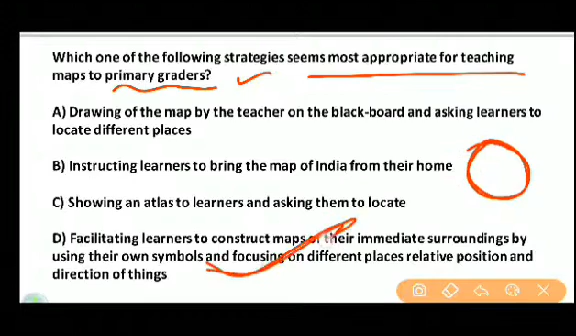 Which one of the following strategies seems most appropriate for teaching
maps to primary graders?
A) Drawing of the map by the teacher on the black-board and asking learners to
locate different places
B) Instructing learners to bring the map of India from their home
C) Showing an atlas to learners and asking them to locate
D) Facilitating learners to construct maps of their immediate surroundings by
using their own symbols and focusing on different places relative position and
direction of things